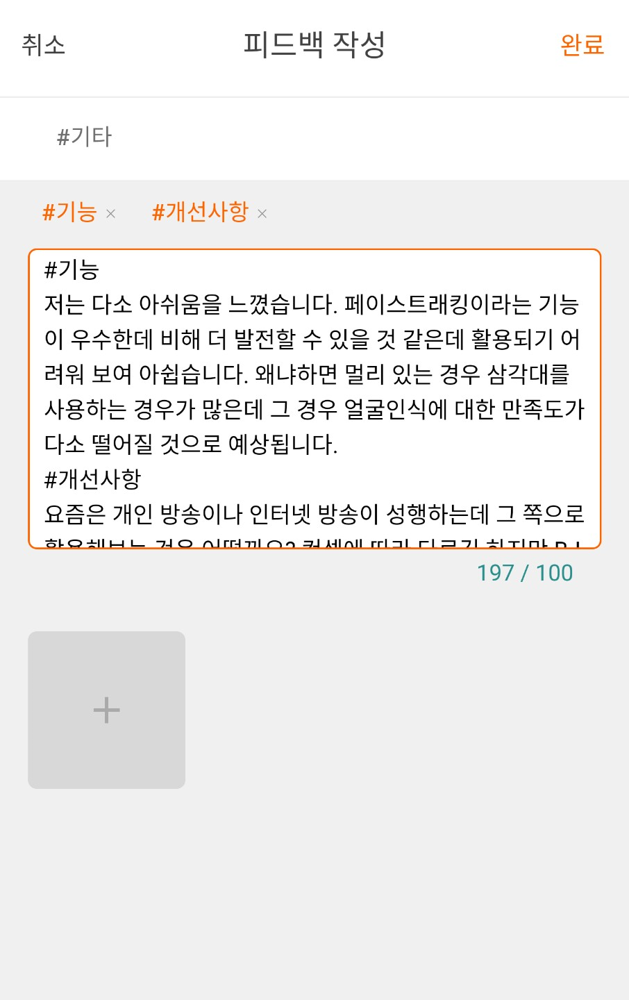 취소 피드백 작성 완료
#기타
#기능 × #개선사항 ×
#기능
저는 다소 아쉬움을 느꼈습니다. 페이스트래킹이라는 기능
이 우수한데 비해 더 발전할 수 있을 것 같은데 활용되기 어
려워 보여 아쉽습니다. 왜냐하면 멀리 있는 경우 삼각대를
사용하는 경우가 많은데 그 경우 얼굴인식에 대한 만족도가
다소 떨어질 것으로 예상됩니다.
#개선사항
요즘은 개인 방송이나 인터넷 방송이 성행하는데 그 쪽으로
197 / 100